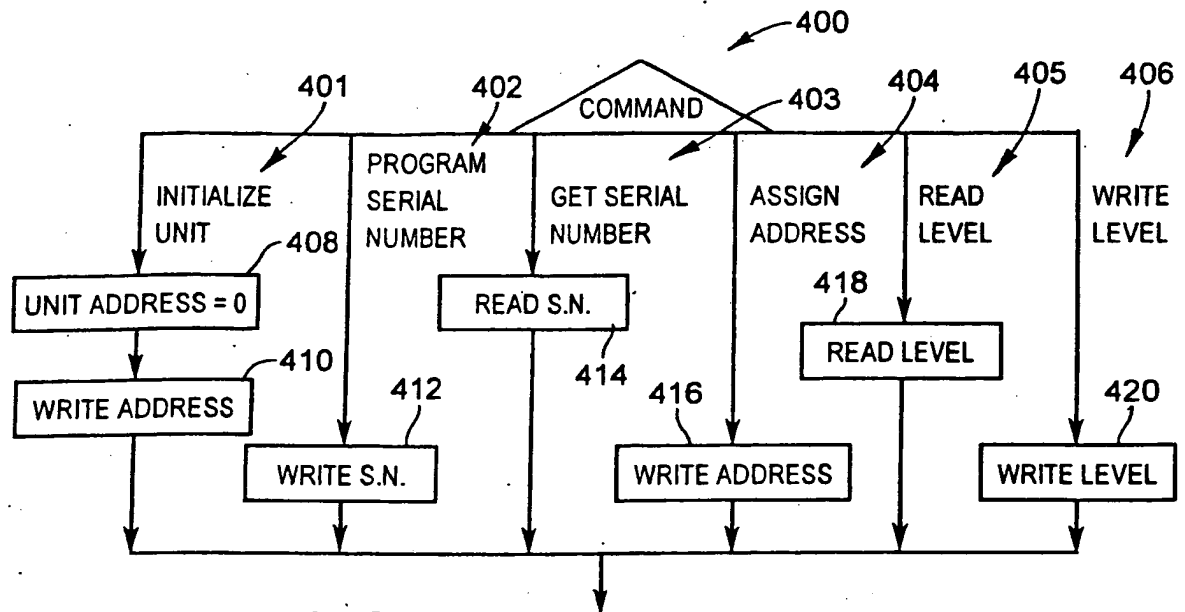 400
COMMAND
401
402
403
404
405
406
INITIALIZE
UNIT
PROGRAM
SERIAL
NUMBER
GET SERIAL
NUMBER
ASSIGN
ADDRESS
READ
LEVEL
WRITE
LEVEL
408
UNIT ADDRESS = 0
READ S.N.
414
418
READ LEVEL
410
WRITE ADDRESS
412
WRITE S.N.
416
WRITE ADDRESS
420
WRITE LEVEL